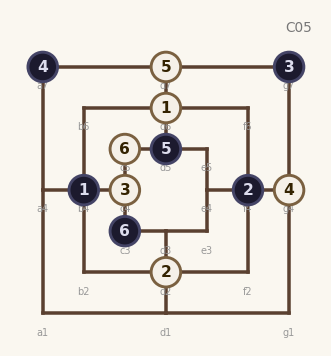 C05
4 5 3
a7 d7 g7
1
b6 d6 f6
6 5
c5 d5 e5
1 3 2 4
a4 b4 c4 e4 f4 g4
6
c3 d3 e3
2
b2 d2 f2
a1 d1 g1